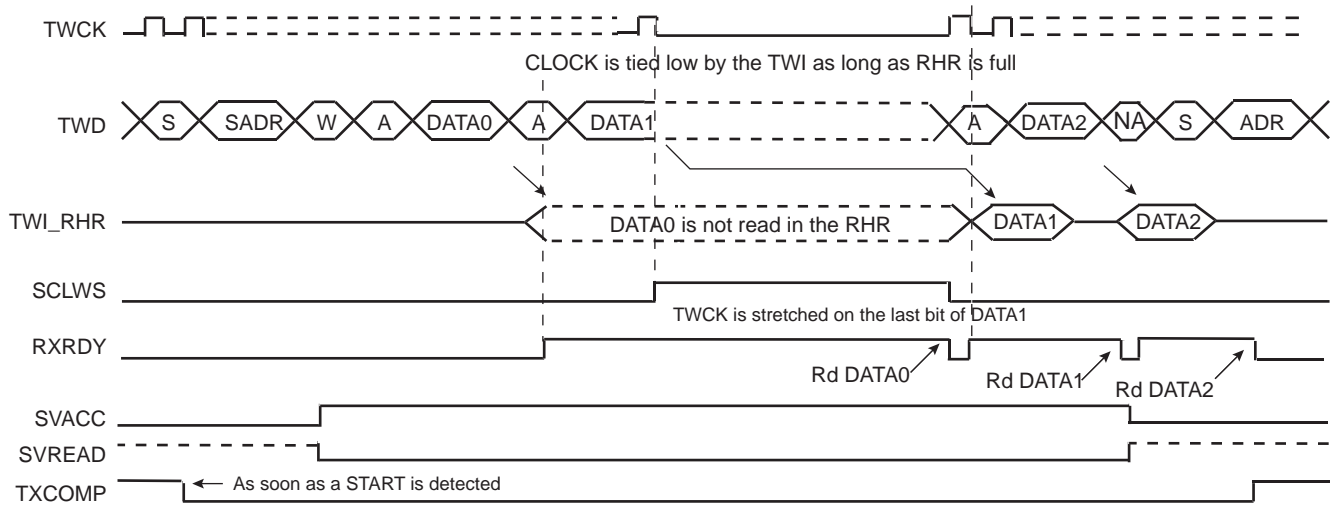 TWCK
CLOCK is tied low by the TWI as long as RHR is full
TWD S SADR W A DATA0 A DATA1 A DATA2 NA S ADR
TWI_RHR DATA0 is not read in the RHR DATA1 DATA2
SCLWS
TWCK is stretched on the last bit of DATA1
RXRDY
Rd DATA0 Rd DATA1 Rd DATA2
SVACC
SVREAD
TXCOMP As soon as a START is detected